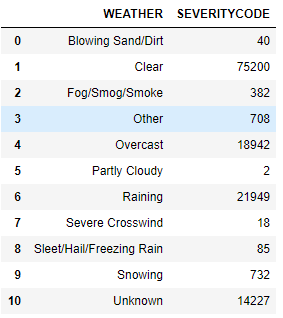 WEATHER SEVERITYCODE
0 Blowing Sand/Dirt 40
1 Clear 75200
2 Fog/Smog/Smoke 382
3 Other 708
4 Overcast 18942
5 Partly Cloudy 2
6 Raining 21949
7 Severe Crosswind 18
8 Sleet/Hail/Freezing Rain 85
9 Snowing 732
10 Unknown 14227